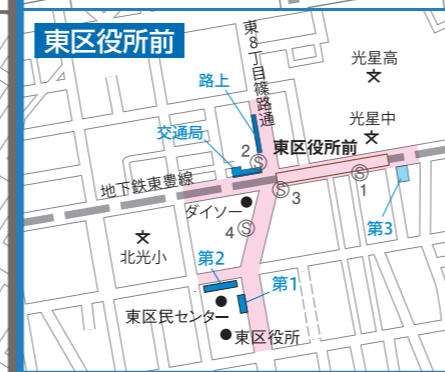 東区役所前
東8丁目篠路通
光星高
路上
光星中
交通局
2
Ⓢ
東区役所前
地下鉄東豊線
Ⓢ
1
Ⓢ
3
ダイソー
4
Ⓢ
第3
北光小
第2
第1
東区民センター
東区役所